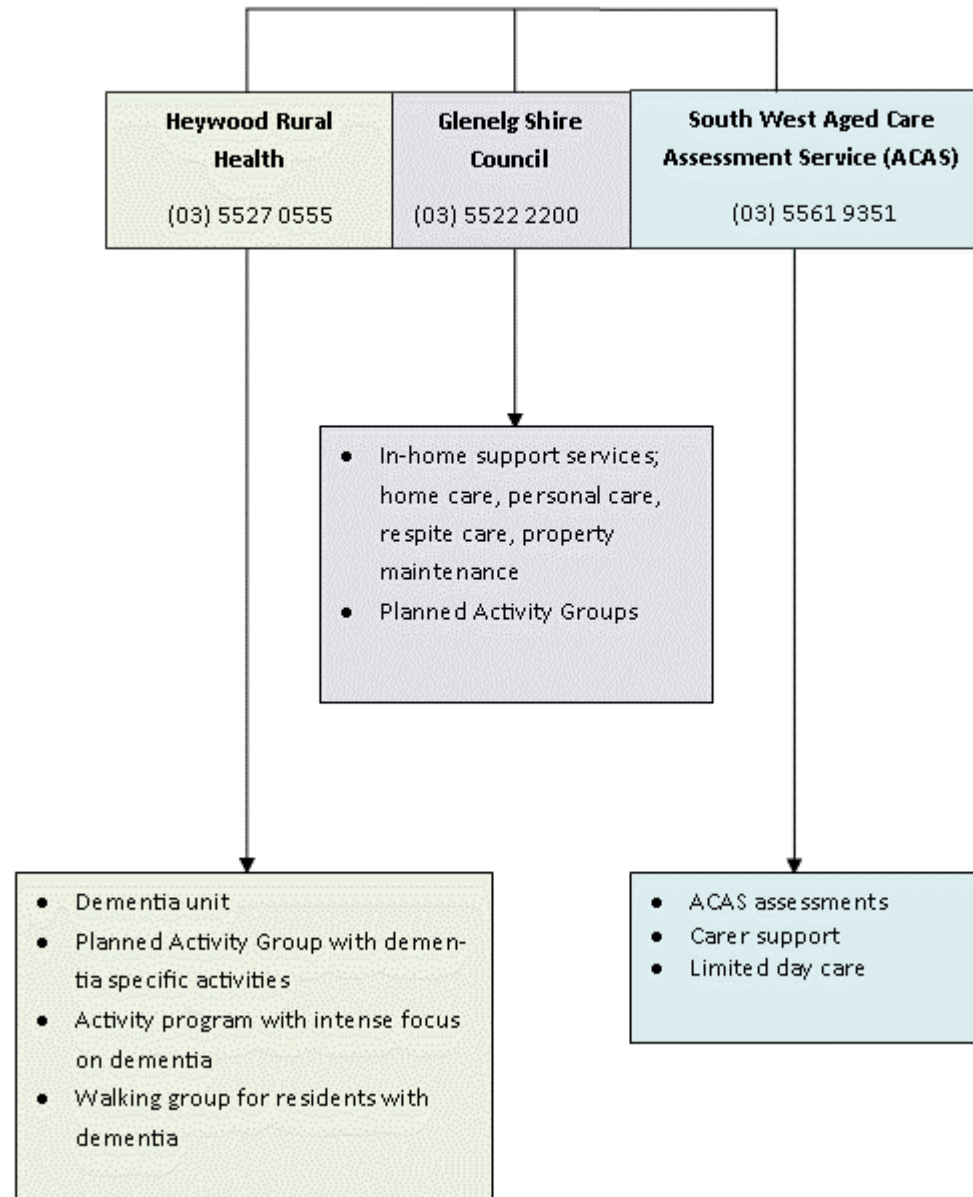 Heywood Rural
Health
(03) 5527 0555
Glenelg Shire
Council
(03) 5522 2200
South West Aged Care
Assessment Service (ACAS)
(03) 5561 9351
● In-home support services;
home care, personal care,
respite care, property
maintenance
● Planned Activity Groups
● Dementia unit
● Planned Activity Group with demen-
tia specific activities
● Activity program with intense focus
on dementia
● Walking group for residents with
dementia
● ACAS assessments
● Carer support
● Limited day care